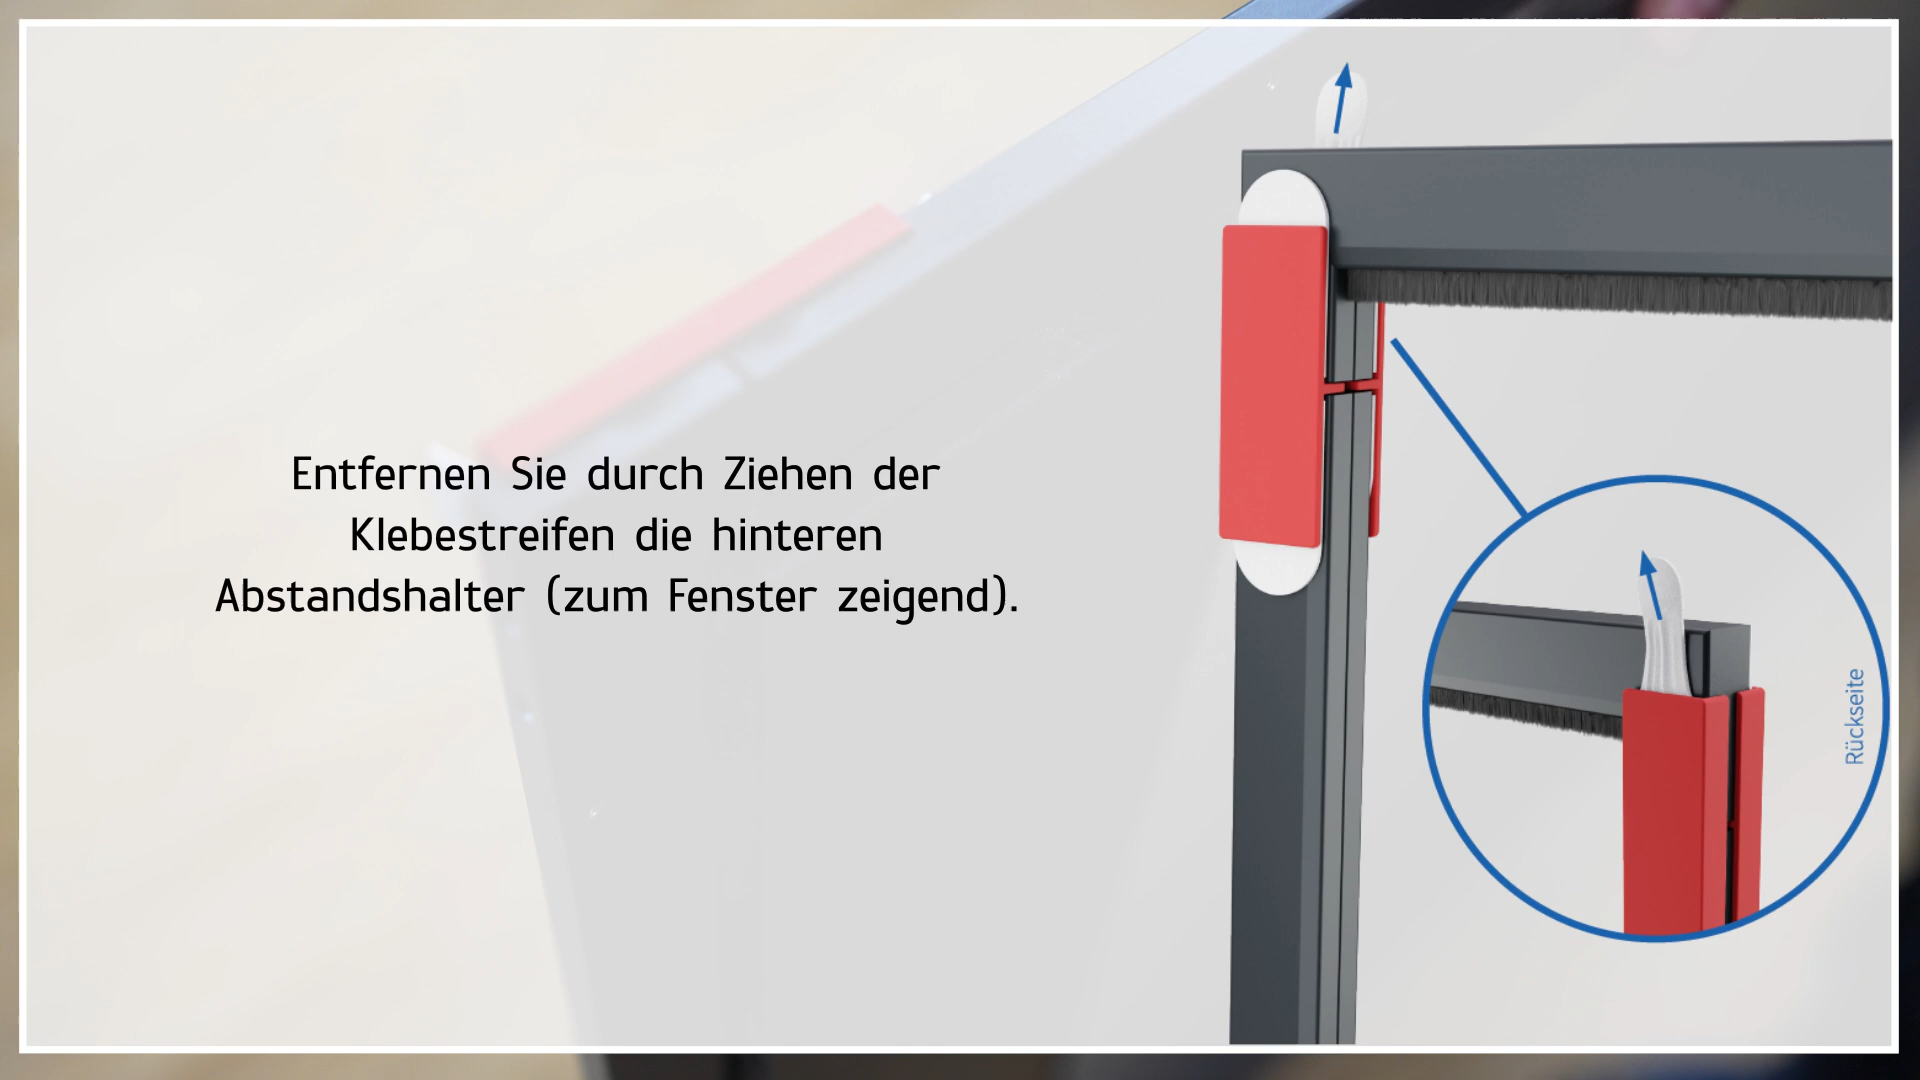 Entfernen Sie durch Ziehen der
Klebestreifen die hinteren
Abstandshalter (zum Fenster zeigend).
Rückseite